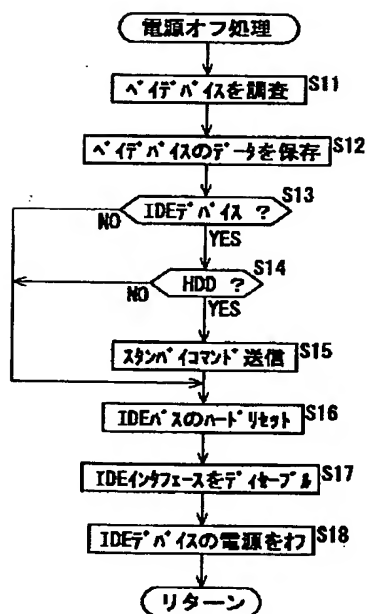 電源オフ処理
ベイデバイスを調査 S11
ベイデバイスのデータを保存 S12
IDEデバイス ? S13
NO
YES
HDD ? S14
NO
YES
スタンバイコマンド送信 S15
IDEバスのハードリセット S16
IDEインタフェースをディセーブル S17
IDEデバイスの電源をオフ S18
リターン